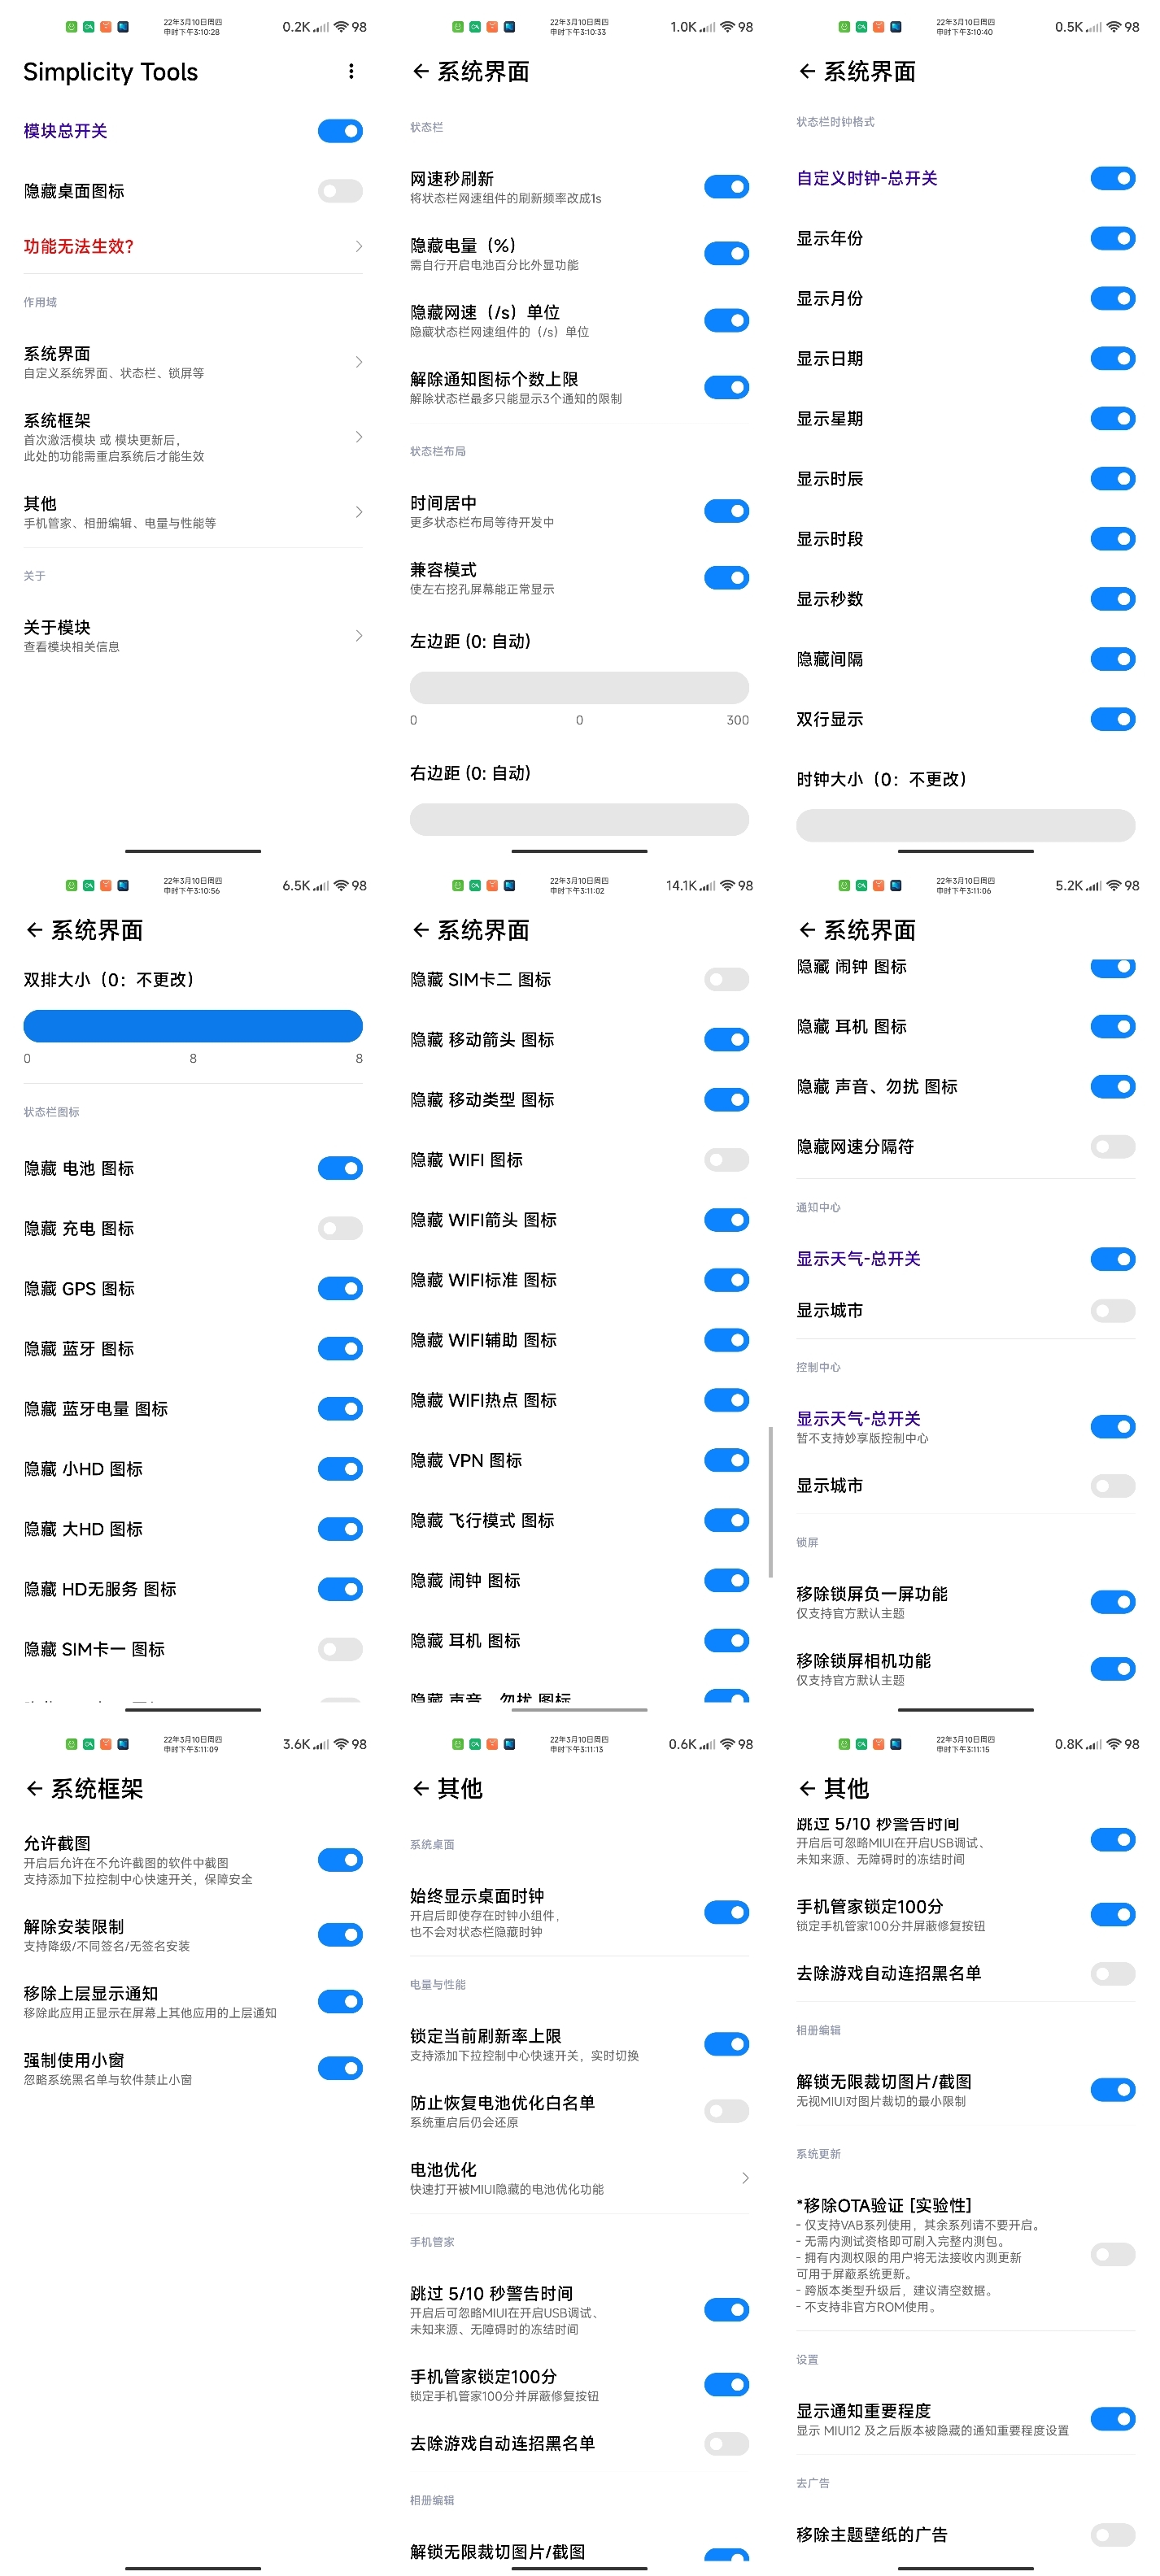 22年3月10日周四
申时下午3:10:28
0.2K
98
Simplicity Tools
模块总开关
隐藏桌面图标
功能无法生效?
作用域
系统界面
自定义系统界面、状态栏、锁屏等
系统框架
首次激活模块 或 模块更新后，
此处的功能需重启系统后才能生效
其他
手机管家、相册编辑、电量与性能等
关于
关于模块
查看模块相关信息
22年3月10日周四
申时下午3:10:33
1.0K
98
系统界面
状态栏
网速秒刷新
将状态栏网速组件的刷新频率改成1s
隐藏电量（%）
需自行开启电池百分比外显功能
隐藏网速（/s）单位
隐藏状态栏网速组件的（/s）单位
解除通知图标个数上限
解除状态栏最多只能显示3个通知的限制
状态栏布局
时间居中
更多状态栏布局等待开发中
兼容模式
使左右挖孔屏幕能正常显示
左边距 (0: 自动)
0
0
300
右边距 (0: 自动)
22年3月10日周四
申时下午3:10:40
0.5K
98
系统界面
状态栏时钟格式
自定义时钟-总开关
显示年份
显示月份
显示日期
显示星期
显示时辰
显示时段
显示秒数
隐藏间隔
双行显示
时钟大小（0：不更改）
22年3月10日周四
申时下午3:10:56
6.5K
98
系统界面
双排大小（0：不更改）
0
8
8
状态栏图标
隐藏 电池 图标
隐藏 充电 图标
隐藏 GPS 图标
隐藏 蓝牙 图标
隐藏 蓝牙电量 图标
隐藏 小HD 图标
隐藏 大HD 图标
隐藏 HD无服务 图标
隐藏 SIM卡一 图标
22年3月10日周四
申时下午3:11:02
14.1K
98
系统界面
隐藏 SIM卡二 图标
隐藏 移动箭头 图标
隐藏 移动类型 图标
隐藏 WIFI 图标
隐藏 WIFI箭头 图标
隐藏 WIFI标准 图标
隐藏 WIFI辅助 图标
隐藏 WIFI热点 图标
隐藏 VPN 图标
隐藏 飞行模式 图标
隐藏 闹钟 图标
隐藏 耳机 图标
隐藏 声音、勿扰 图标
22年3月10日周四
申时下午3:11:06
5.2K
98
系统界面
隐藏 闹钟 图标
隐藏 耳机 图标
隐藏 声音、勿扰 图标
隐藏网速分隔符
通知中心
显示天气-总开关
显示城市
控制中心
显示天气-总开关
暂不支持妙享版控制中心
显示城市
锁屏
移除锁屏负一屏功能
仅支持官方默认主题
移除锁屏相机功能
仅支持官方默认主题
22年3月10日周四
申时下午3:11:09
3.6K
98
系统框架
允许截图
开启后允许在不允许截图的软件中截图
支持添加下拉控制中心快速开关，保障安全
解除安装限制
支持降级/不同签名/无签名安装
移除上层显示通知
移除此应用正显示在屏幕上其他应用的上层通知
强制使用小窗
忽略系统黑名单与软件禁止小窗
22年3月10日周四
申时下午3:11:13
0.6K
98
其他
系统桌面
始终显示桌面时钟
开启后即使存在时钟小组件，
也不会对状态栏隐藏时钟
电量与性能
锁定当前刷新率上限
支持添加下拉控制中心快速开关，实时切换
防止恢复电池优化白名单
系统重启后仍会还原
电池优化
快速打开被MIUI隐藏的电池优化功能
手机管家
跳过 5/10 秒警告时间
开启后可忽略MIUI在开启USB调试、
未知来源、无障碍时的冻结时间
手机管家锁定100分
锁定手机管家100分并屏蔽修复按钮
去除游戏自动连招黑名单
相册编辑
解锁无限裁切图片/截图
22年3月10日周四
申时下午3:11:15
0.8K
98
其他
跳过 5/10 秒警告时间
开启后可忽略MIUI在开启USB调试、
未知来源、无障碍时的冻结时间
手机管家锁定100分
锁定手机管家100分并屏蔽修复按钮
去除游戏自动连招黑名单
相册编辑
解锁无限裁切图片/截图
无视MIUI对图片裁切的最小限制
系统更新
*移除OTA验证 [实验性]
- 仅支持VAB系列使用，其余系列请不要开启。
- 无需内测试资格即可刷入完整内测包。
- 拥有内测权限的用户将无法接收内测更新
可用于屏蔽系统更新。
- 跨版本类型升级后，建议清空数据。
- 不支持非官方ROM使用。
设置
显示通知重要程度
显示 MIUI12 及之后版本被隐藏的通知重要程度设置
去广告
移除主题壁纸的广告